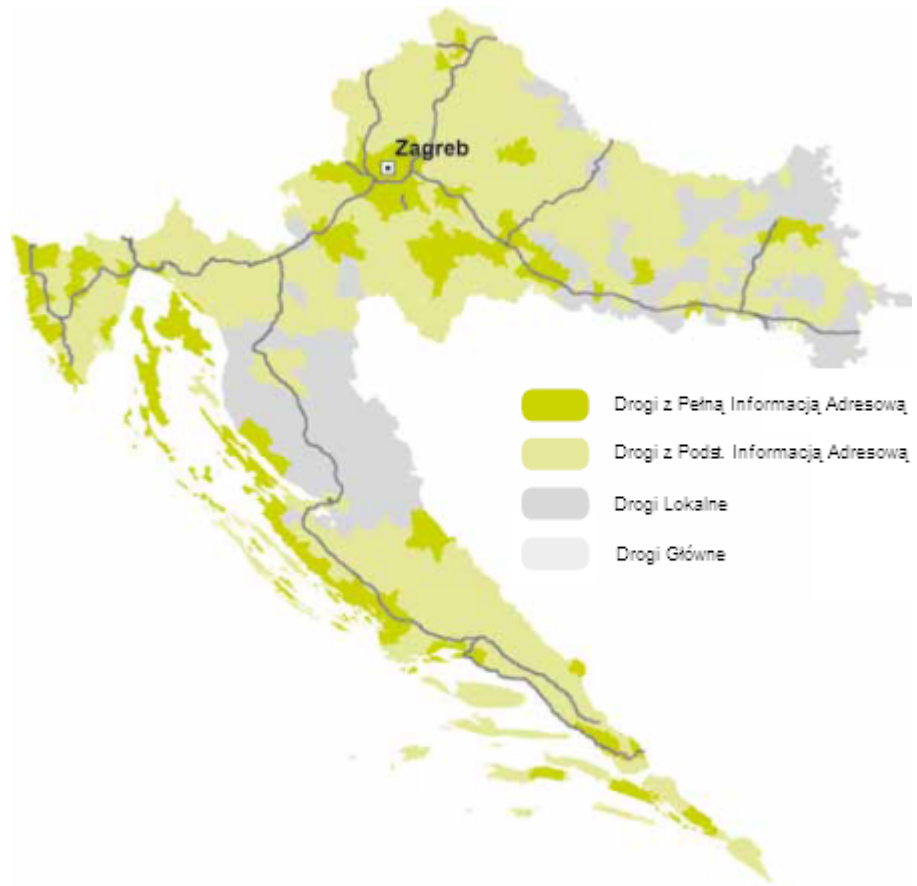 Zagreb
Drogi z Pełną Informacją Adresową
Drogi z Podst. Informacją Adresową
Drogi Lokalne
Drogi Główne